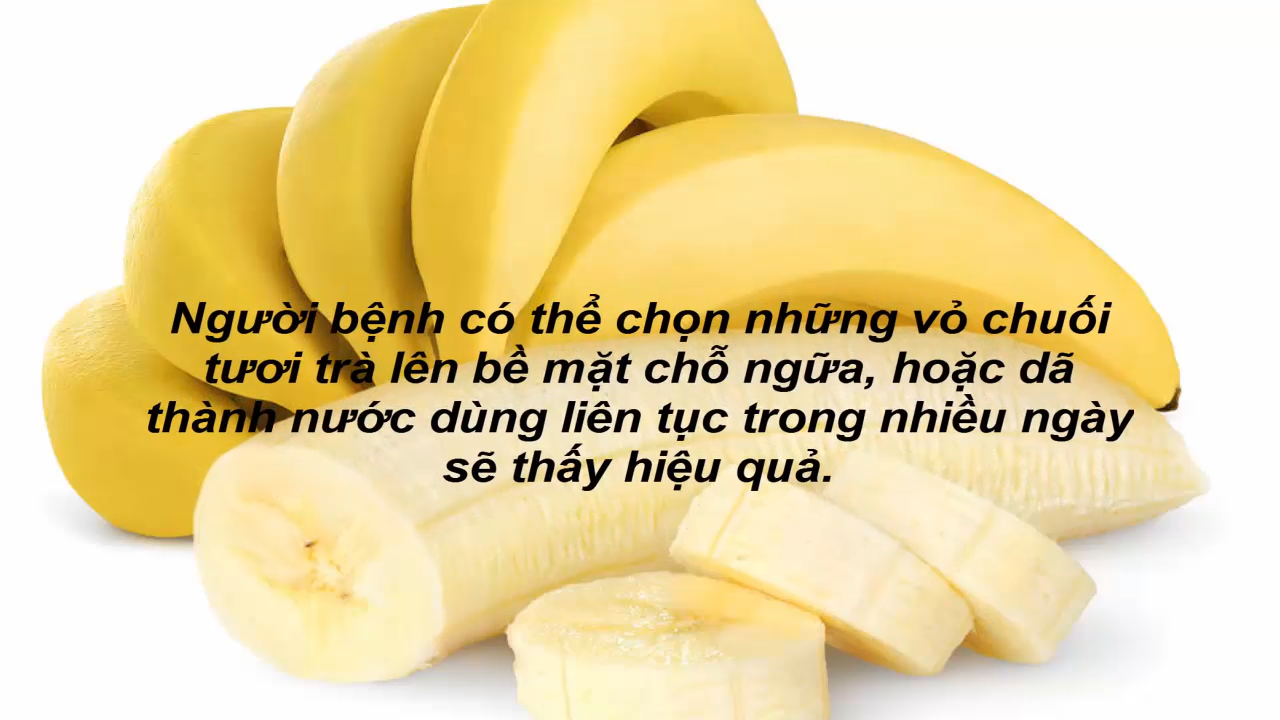 Người bệnh có thể chọn những vỏ chuối
tươi trà lên bề mặt chỗ ngữa, hoặc dã
thành nước dùng liên tục trong nhiều ngày
sẽ thấy hiệu quả.